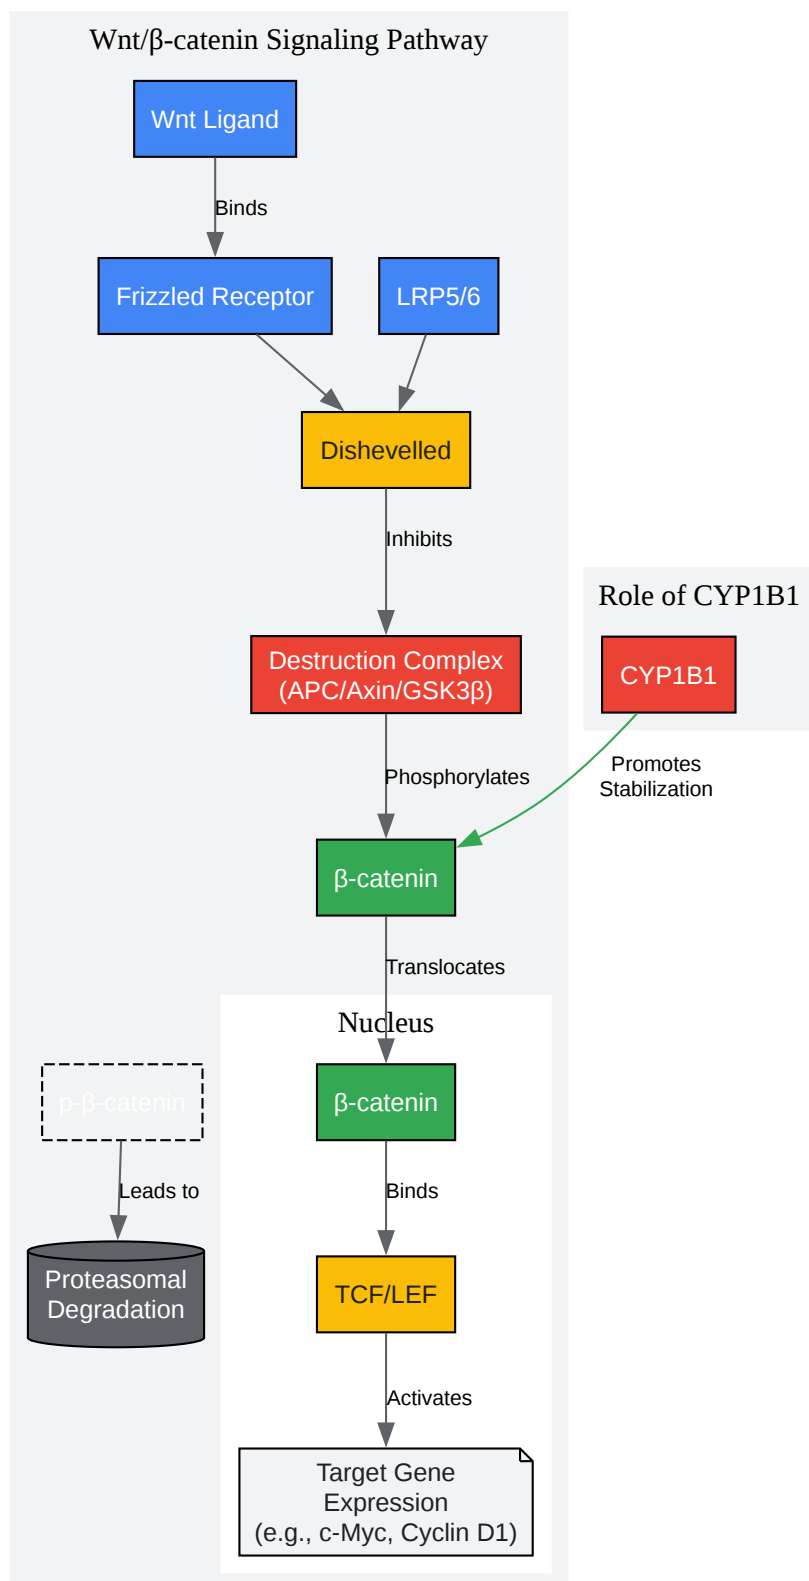 Wnt/β-catenin Signaling Pathway
Wnt Ligand
Binds
Frizzled Receptor
LRP5/6
Dishevelled
Inhibits
Role of CYP1B1
Destruction Complex
(APC/Axin/GSK3β)
CYP1B1
Phosphorylates
Promotes
Stabilization
β-catenin
Translocates
Nucleus
p-β-catenin
β-catenin
Leads to
Binds
Proteasomal
Degradation
TCF/LEF
Activates
Target Gene
Expression
(e.g., c-Myc, Cyclin D1)